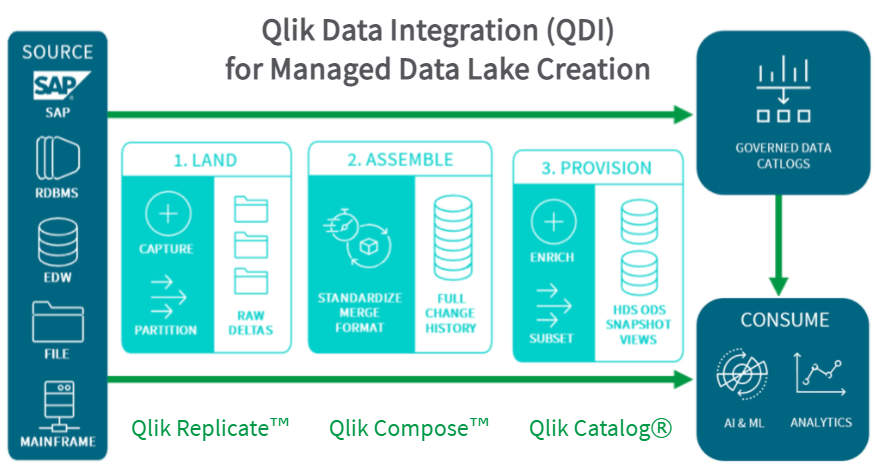 Qlik Data Integration (QDI)
for Managed Data Lake Creation
SOURCE
SAP
SAP
RDBMS
EDW
FILE
MAINFRAME
1. LAND
CAPTURE
PARTITION
RAW
DELTAS
2. ASSEMBLE
STANDARDIZE
MERGE
FORMAT
FULL
CHANGE
HISTORY
3. PROVISION
ENRICH
SUBSET
HDS ODS
SNAPSHOT
VIEWS
GOVERNED DATA
CATLOGS
CONSUME
AI & ML
ANALYTICS
Qlik Replicate™
Qlik Compose™
Qlik Catalog®